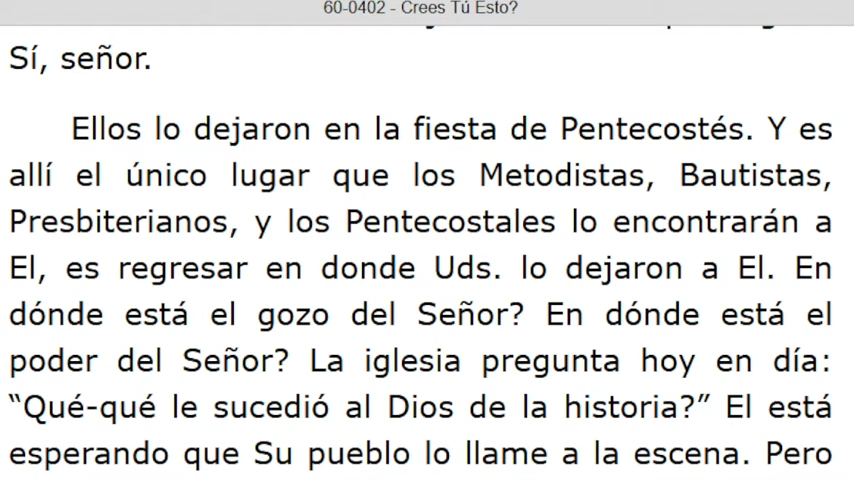 60-0402 - Crees Tú Esto?
Sí, señor.
Ellos lo dejaron en la fiesta de Pentecostés. Y es
allí el único lugar que los Metodistas, Bautistas,
Presbiterianos, y los Pentecostales lo encontrarán a
El, es regresar en donde Uds. lo dejaron a El. En
dónde está el gozo del Señor? En dónde está el
poder del Señor? La iglesia pregunta hoy en día:
“Qué-qué le sucedió al Dios de la historia?” El está
esperando que Su pueblo lo llame a la escena. Pero